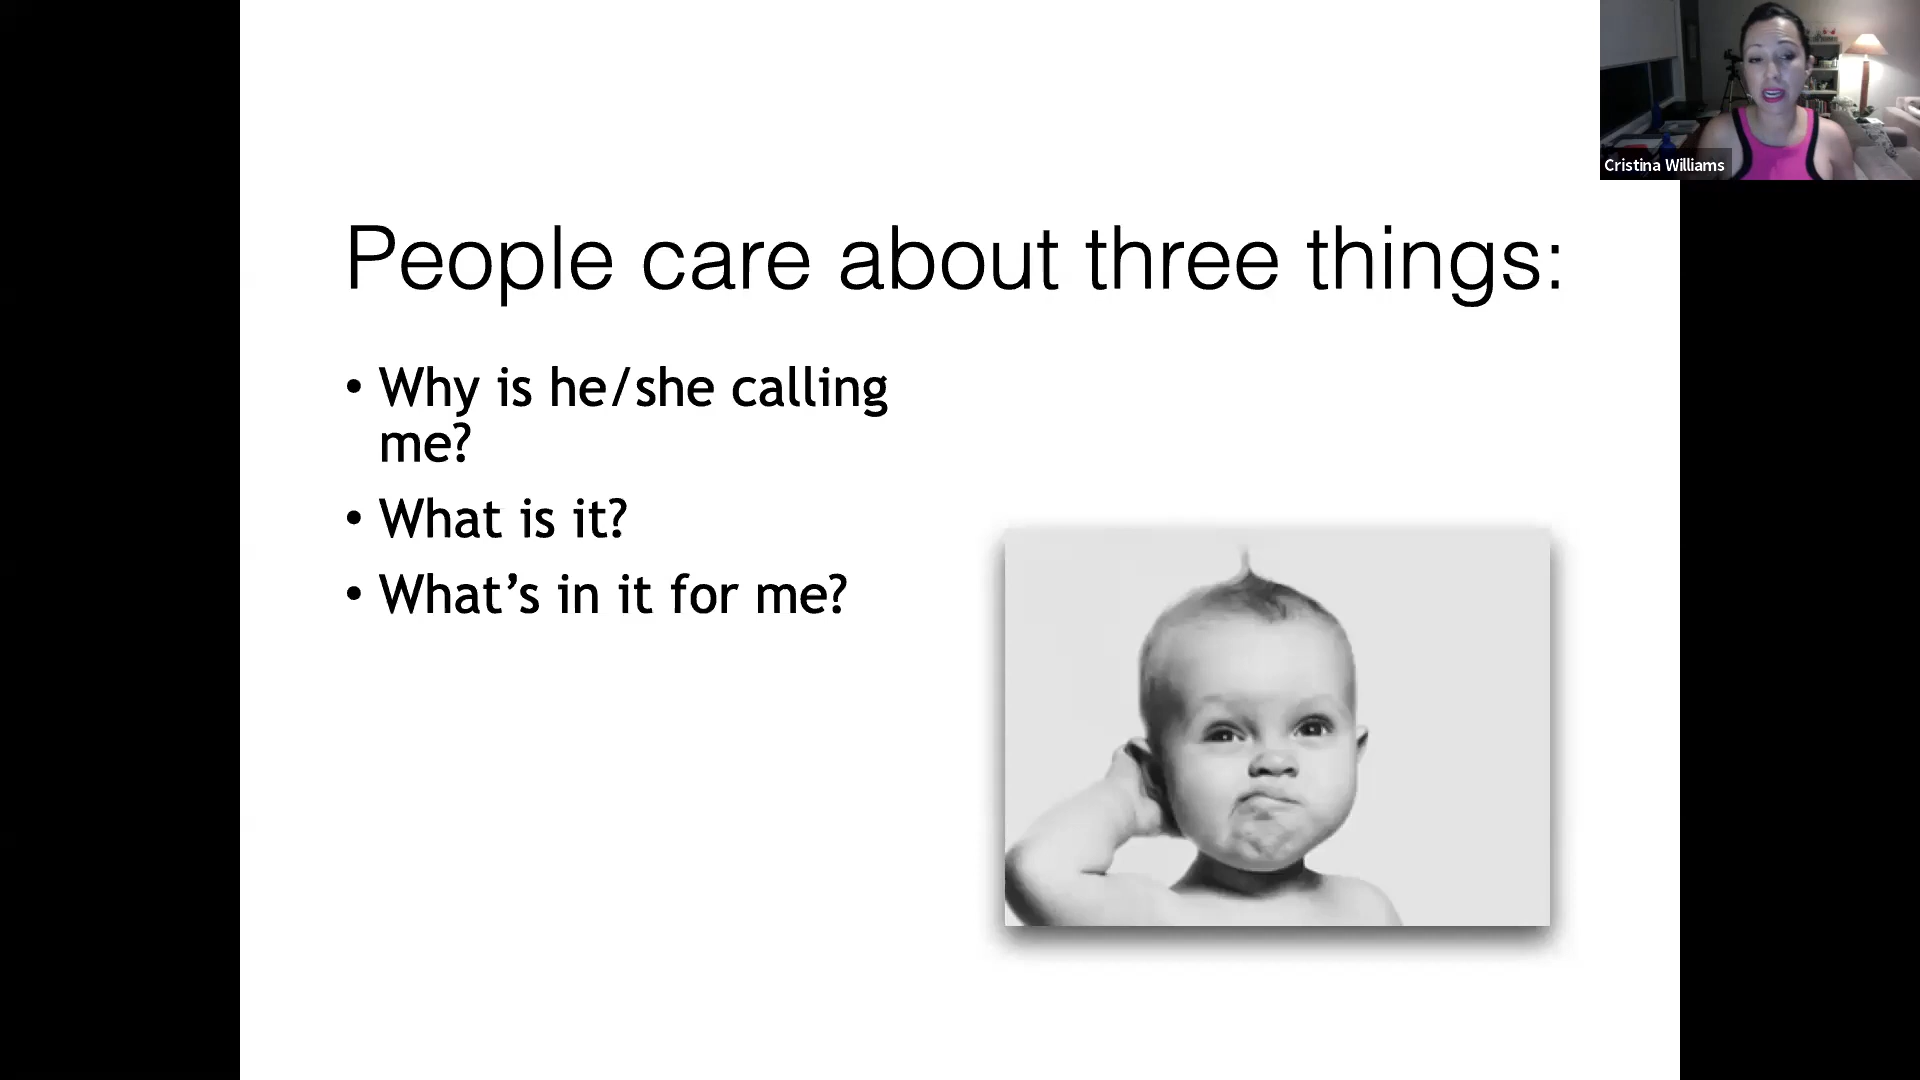 People care about three things:
• Why is he/she calling
me?
• What is it?
• What’s in it for me?
Cristina Williams